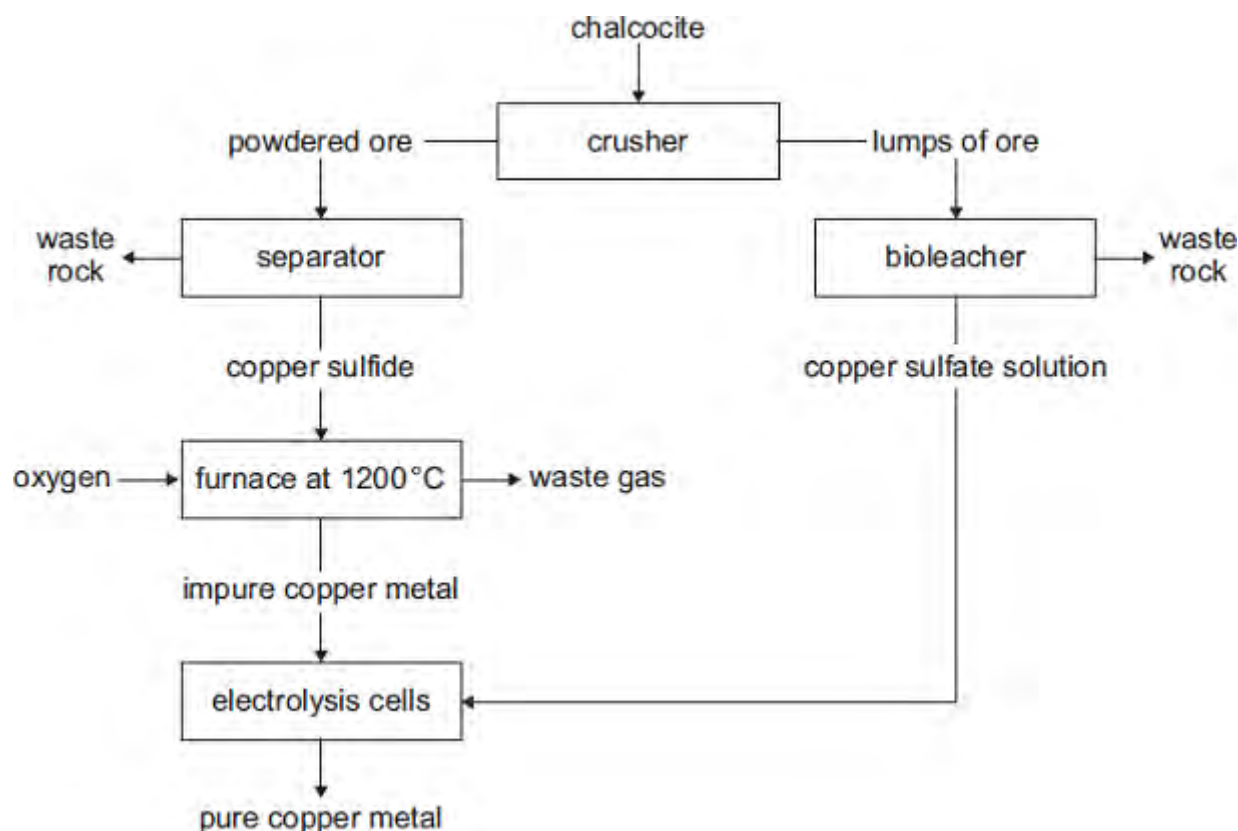 chalcocite
crusher
powdered ore
lumps of ore
waste
rock
separator
bioleacher
waste
rock
copper sulfide
copper sulfate solution
oxygen
furnace at 1200°C
waste gas
impure copper metal
electrolysis cells
pure copper metal